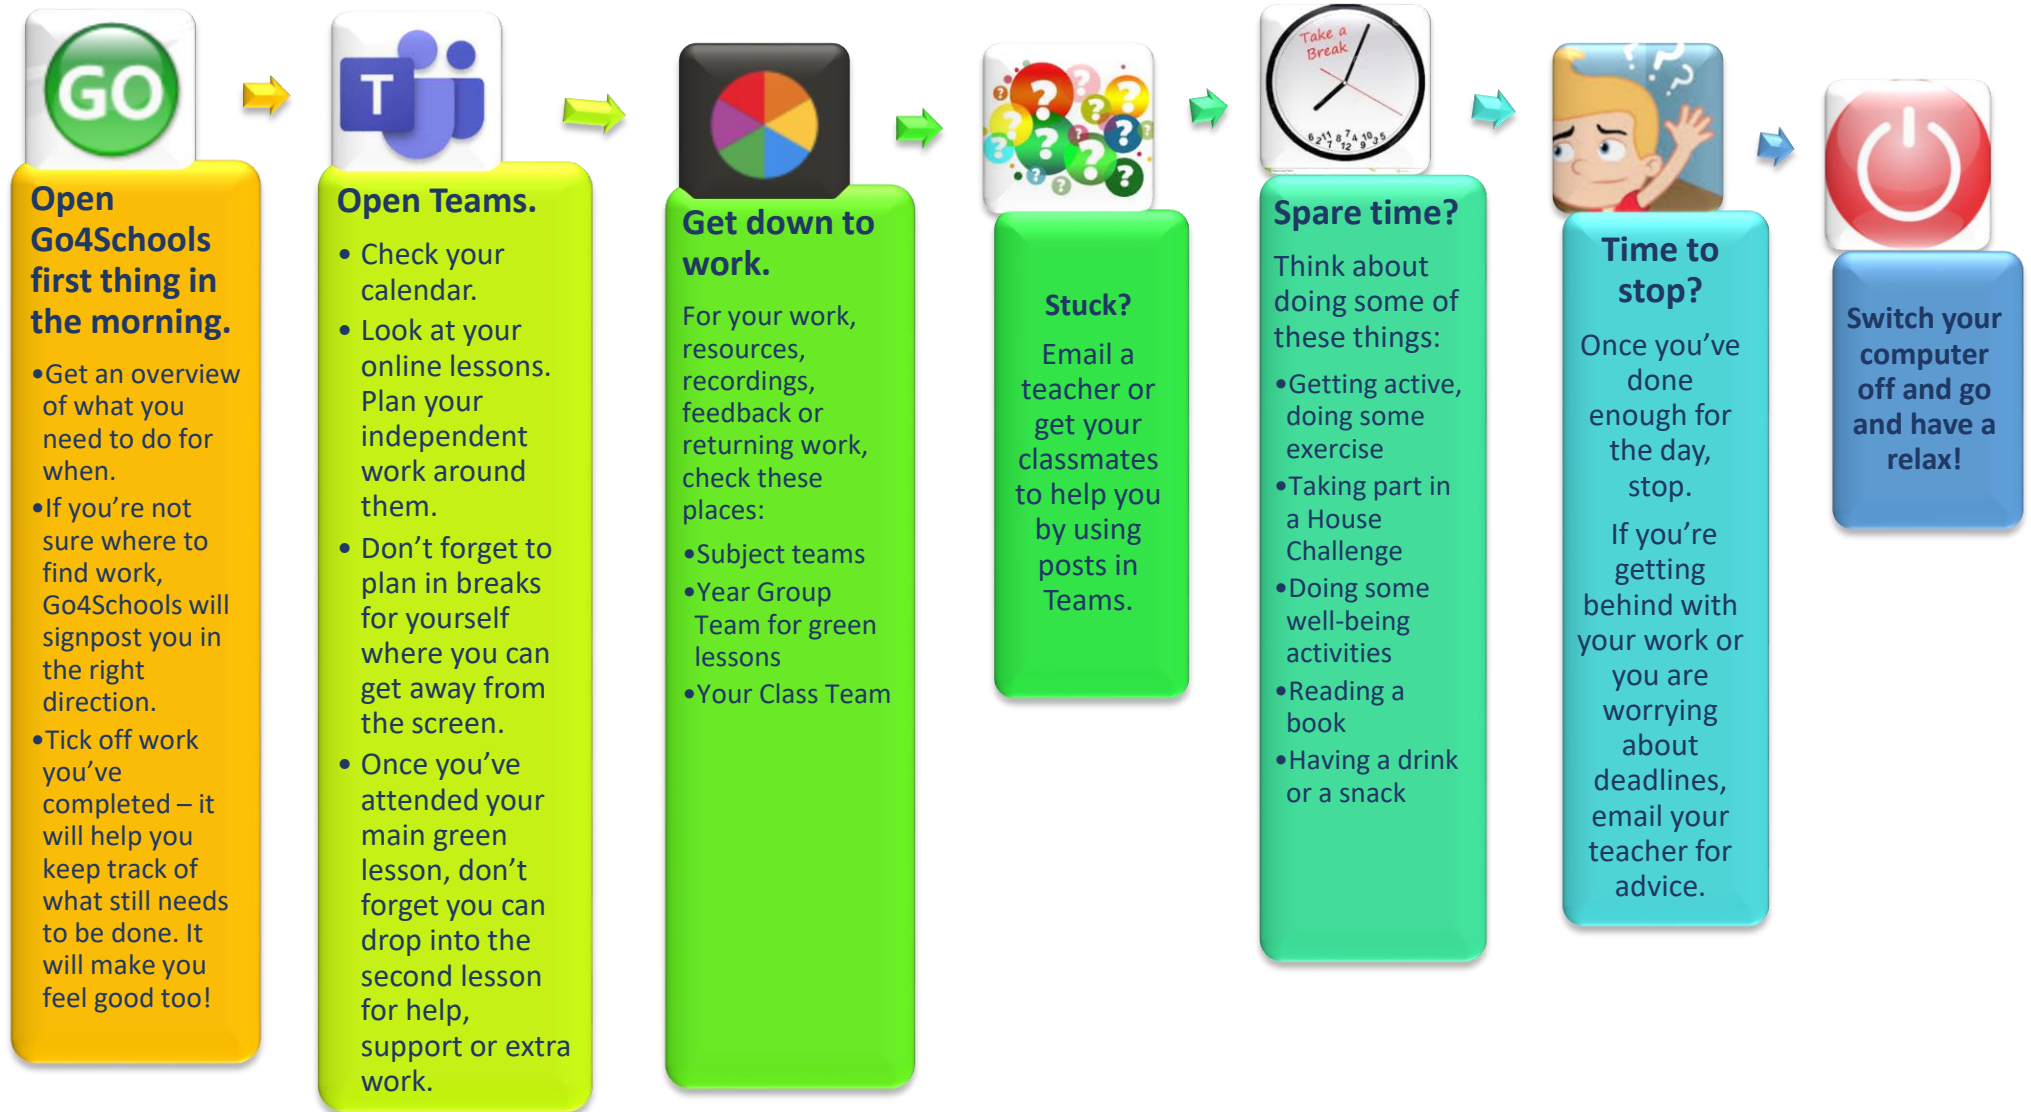 GO
Open
Go4Schools
first thing in
the morning.
•Get an overview
of what you
need to do for
when.
•If you’re not
sure where to
find work,
Go4Schools will
signpost you in
the right
direction.
•Tick off work
you’ve
completed – it
will help you
keep track of
what still needs
to be done. It
will make you
feel good too!
T
Open Teams.
• Check your
calendar.
• Look at your
online lessons.
Plan your
independent
work around
them.
• Don’t forget to
plan in breaks
for yourself
where you can
get away from
the screen.
• Once you’ve
attended your
main green
lesson, don’t
forget you can
drop into the
second lesson
for help,
support or extra
work.
Get down to
work.
For your work,
resources,
recordings,
feedback or
returning work,
check these
places:
•Subject teams
•Year Group
Team for green
lessons
•Your Class Team
Stuck?
Email a
teacher or
get your
classmates
to help you
by using
posts in
Teams.
Take a
Break
6 2 11 8 7 4 10 3 5
1 12 9
Spare time?
Think about
doing some of
these things:
•Getting active,
doing some
exercise
•Taking part in
a House
Challenge
•Doing some
well-being
activities
•Reading a
book
•Having a drink
or a snack
Time to
stop?
Once you’ve
done
enough for
the day,
stop.
If you’re
getting
behind with
your work or
you are
worrying
about
deadlines,
email your
teacher for
advice.
Switch your
computer
off and go
and have a
relax!